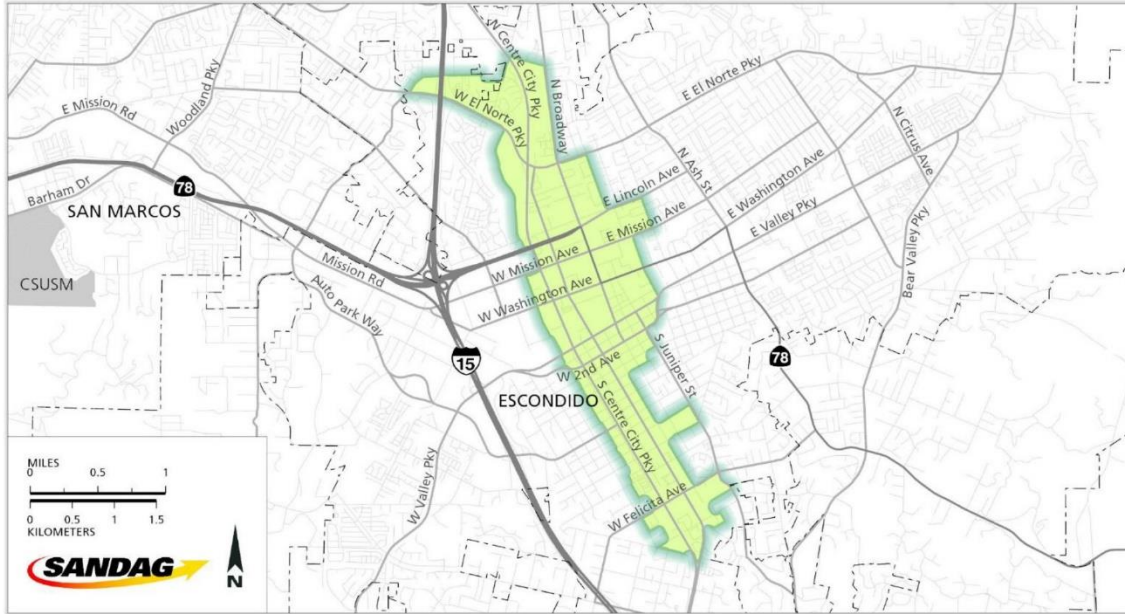 N Centre City Pky
E Mission Rd
Woodland Pky
W El Norte Pky
N Centre City Pky
N Broadway
E El Norte Pky
N Citrus Ave
N Ash St
Barham Dr
78
SAN MARCOS
E Lincoln Ave
E Washington Ave
E Mission Ave
E Valley Pky
CSUSM
Mission Rd
W Mission Ave
Bear Valley Pky
Auto Park Way
W Washington Ave
15
W 2nd Ave
S Juniper St
78
ESCONDIDO
S Centre City Pky
W Valley Pky
W Felicita Ave
MILES
0 0.5 1
0 0.5 1 1.5
KILOMETERS
SANDAG
N